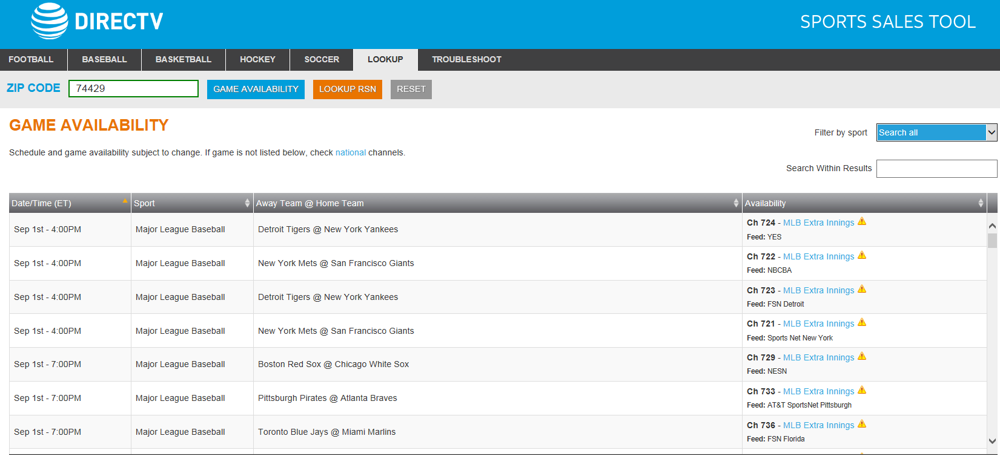 DIRECTV
SPORTS SALES TOOL
FOOTBALL BASEBALL BASKETBALL HOCKEY SOCCER LOOKUP TROUBLESHOOT
ZIP CODE 74429 GAME AVAILABILITY LOOKUP RSN RESET
GAME AVAILABILITY
Filter by sport Search all
Schedule and game availability subject to change. If game is not listed below, check national channels.
Search Within Results
Date/Time (ET) Sport Away Team @ Home Team Availability
Sep 1st - 4:00PM Major League Baseball Detroit Tigers @ New York Yankees Ch 724 - MLB Extra Innings
Feed: YES
Sep 1st - 4:00PM Major League Baseball New York Mets @ San Francisco Giants Ch 722 - MLB Extra Innings
Feed: NBCBA
Sep 1st - 4:00PM Major League Baseball Detroit Tigers @ New York Yankees Ch 723 - MLB Extra Innings
Feed: FSN Detroit
Sep 1st - 4:00PM Major League Baseball New York Mets @ San Francisco Giants Ch 721 - MLB Extra Innings
Feed: Sports Net New York
Sep 1st - 7:00PM Major League Baseball Boston Red Sox @ Chicago White Sox Ch 729 - MLB Extra Innings
Feed: NESN
Sep 1st - 7:00PM Major League Baseball Pittsburgh Pirates @ Atlanta Braves Ch 733 - MLB Extra Innings
Feed: AT&T SportsNet Pittsburgh
Sep 1st - 7:00PM Major League Baseball Toronto Blue Jays @ Miami Marlins Ch 736 - MLB Extra Innings
Feed: FSN Florida